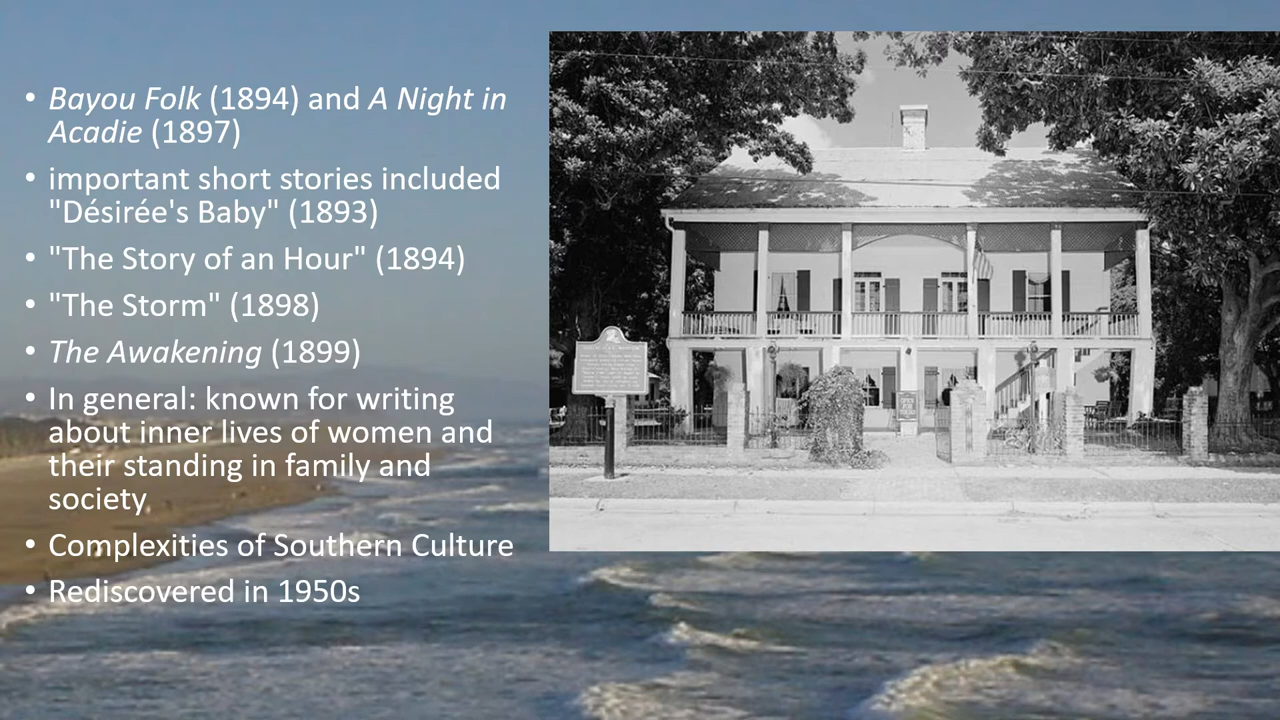 • Bayou Folk (1894) and A Night in
Acadie (1897)
• important short stories included
"Désirée's Baby" (1893)
• "The Story of an Hour" (1894)
• "The Storm" (1898)
• The Awakening (1899)
• In general: known for writing
about inner lives of women and
their standing in family and
society
• Complexities of Southern Culture
• Rediscovered in 1950s